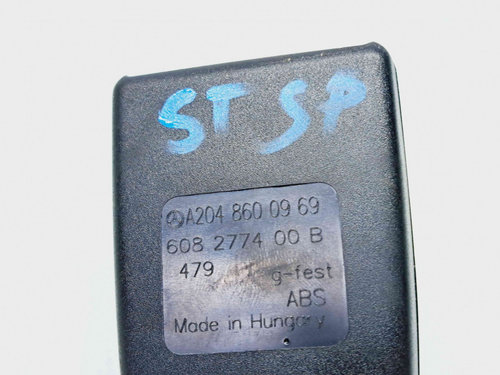 ST SP
A204 860 09 69
608 2774 00 B
479 g-fest
ABS
Made in Hungary